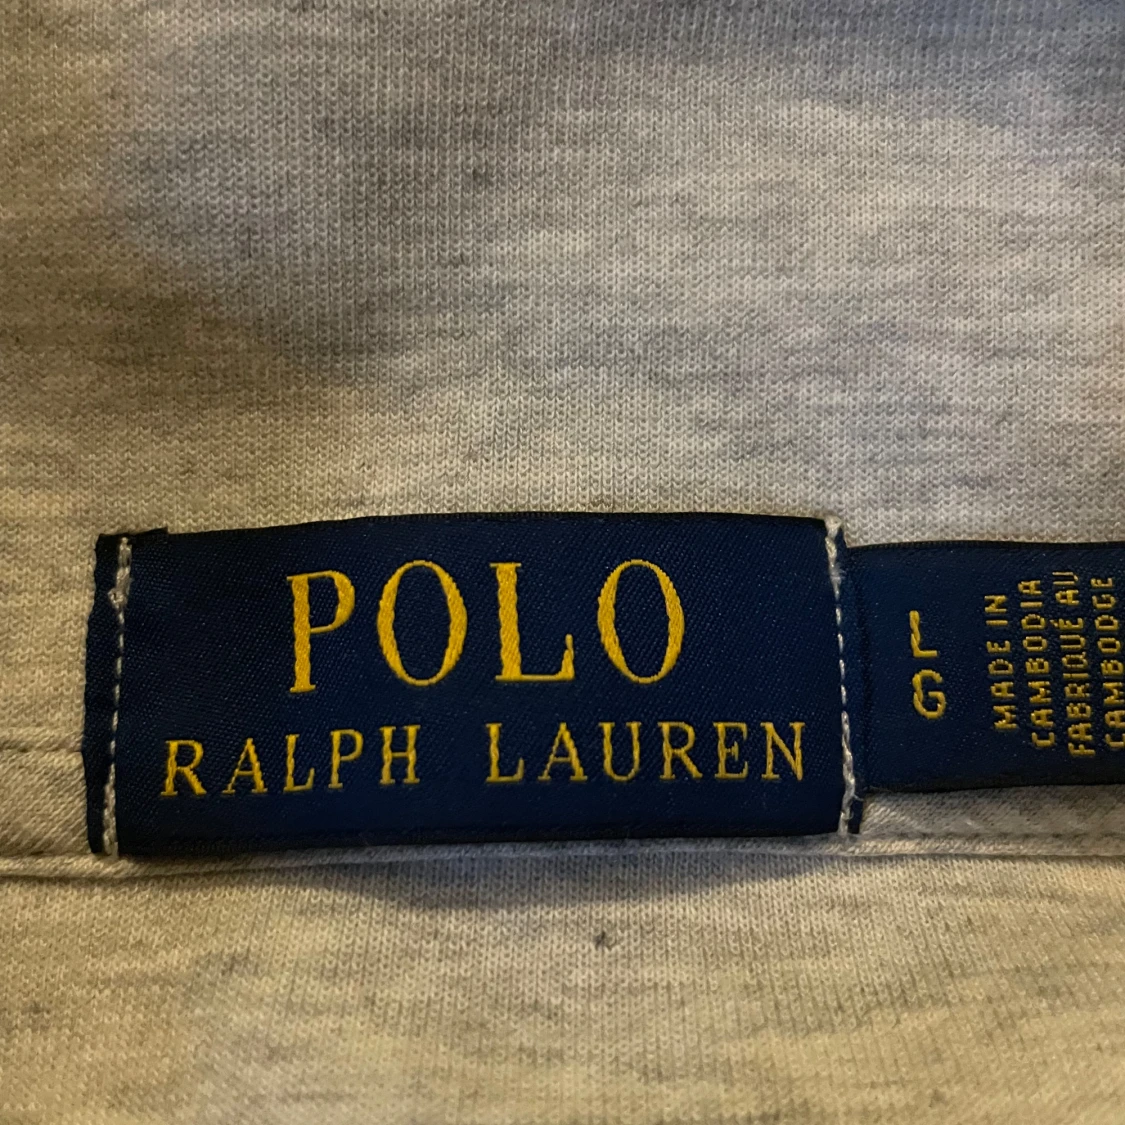 POLO
RALPH LAUREN
L
G
MADE IN
CAMBODIA
FABRIQUÉ AU
CAMBODGE